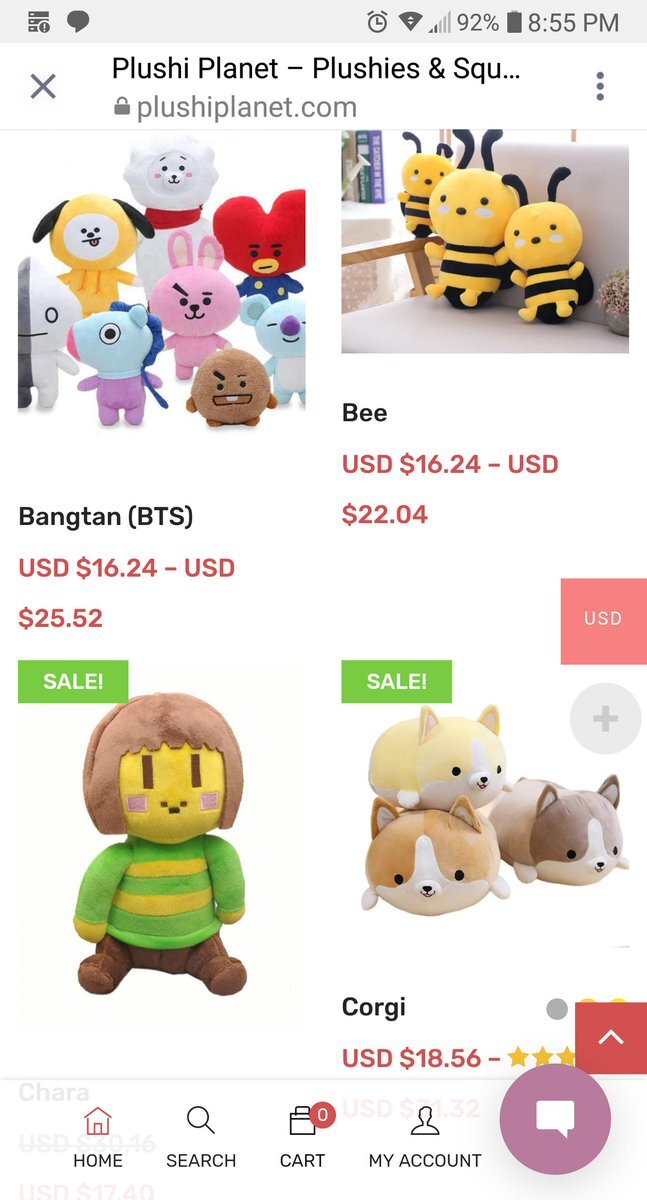 92% 8:55 PM
Plushi Planet – Plushies & Squ...
plushiplanet.com
Bee
USD $16.24 – USD
$22.04
Bangtan (BTS)
USD $16.24 – USD
$25.52
USD
SALE!
SALE!
Corgi
USD $18.56 –
Chara
USD $31.32
USD $30.16
0
HOME
SEARCH
CART
MY ACCOUNT
USD $17.40